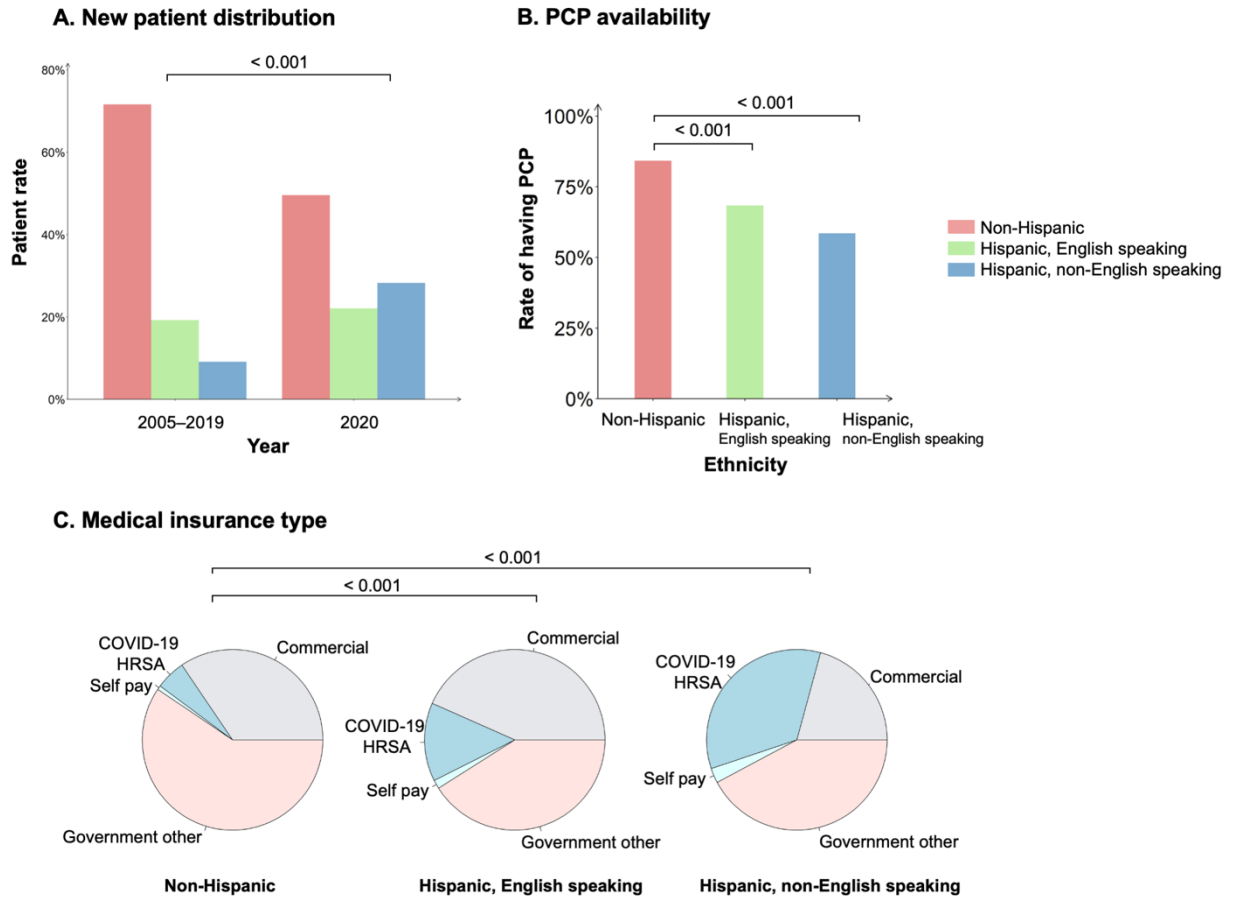 A. New patient distribution
< 0.001
80%
60%
40%
20%
0%
Patient rate
2005–2019
2020
Year
B. PCP availability
< 0.001
< 0.001
100%
75%
50%
25%
0%
Rate of having PCP
Non-Hispanic
Hispanic,
English speaking
Hispanic,
non-English speaking
Ethnicity
Non-Hispanic
Hispanic, English speaking
Hispanic, non-English speaking
C. Medical insurance type
< 0.001
< 0.001
COVID-19
HRSA
Commercial
Self pay
Government other
Non-Hispanic
Commercial
COVID-19
HRSA
Self pay
Government other
Hispanic, English speaking
COVID-19
HRSA
Commercial
Self pay
Government other
Hispanic, non-English speaking